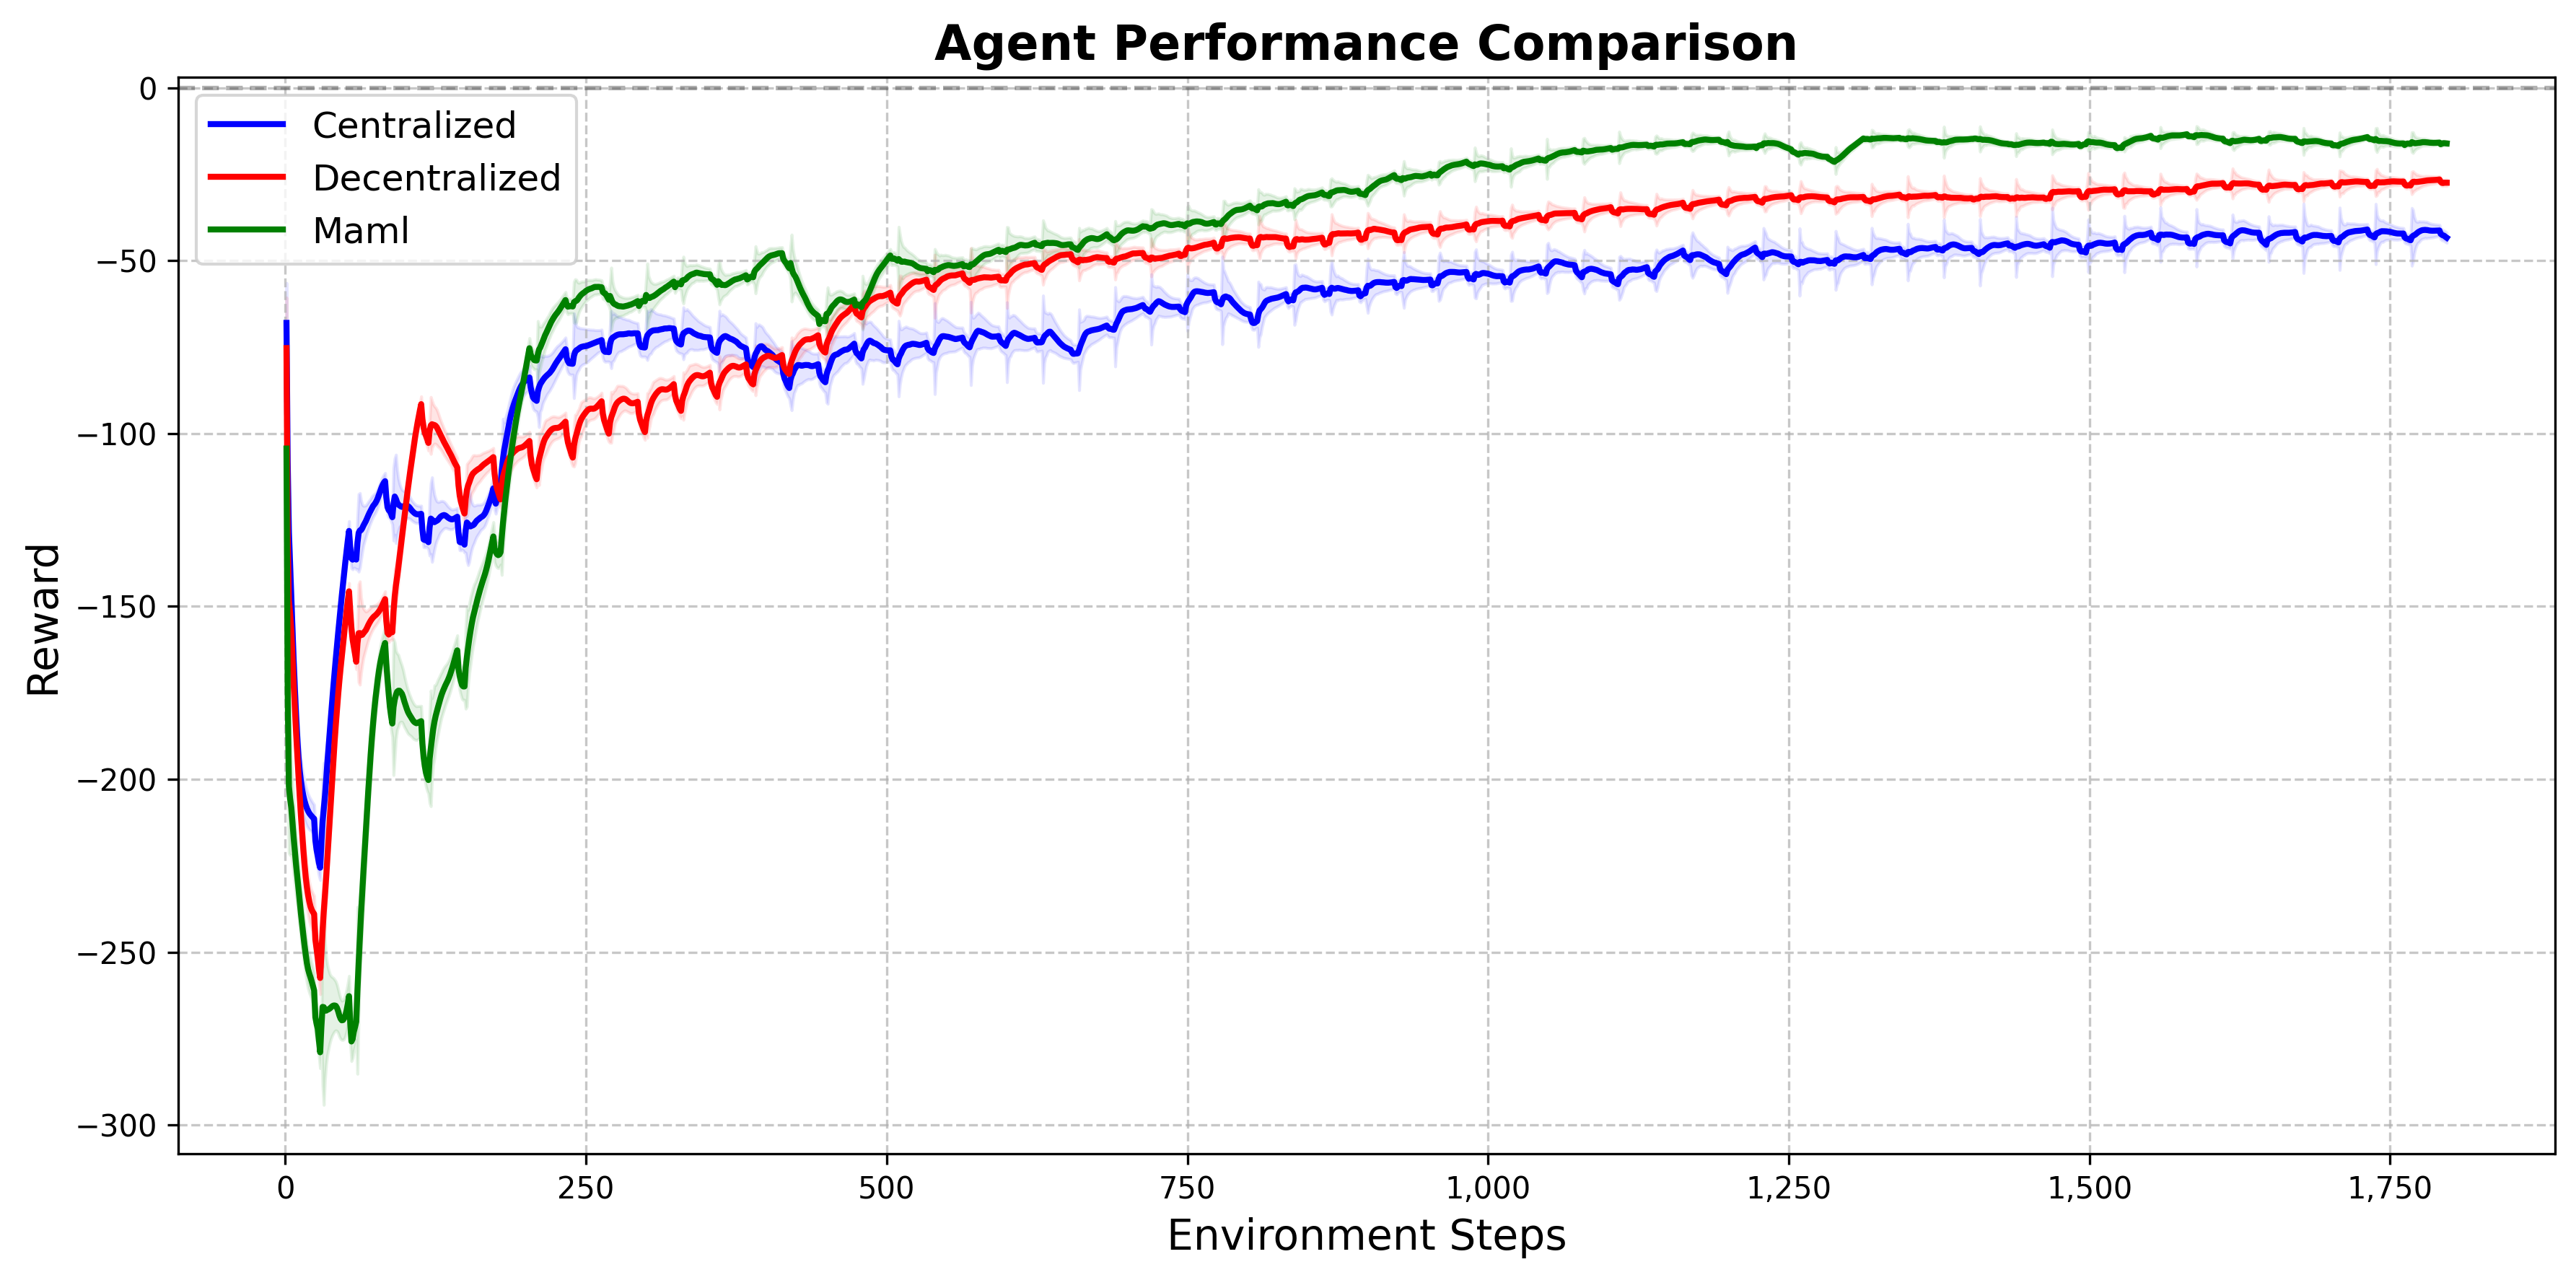 Agent Performance Comparison
Centralized
Decentralized
Maml
Reward
0
−50
−100
−150
−200
−250
−300
0
250
500
750
1,000
1,250
1,500
1,750
Environment Steps